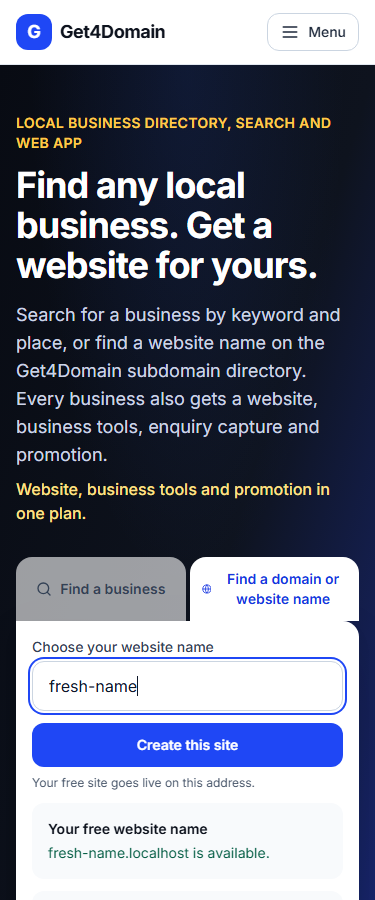 G Get4Domain
Menu
LOCAL BUSINESS DIRECTORY, SEARCH AND
WEB APP
Find any local
business. Get a
website for yours.
Search for a business by keyword and
place, or find a website name on the
Get4Domain subdomain directory.
Every business also gets a website,
business tools, enquiry capture and
promotion.
Website, business tools and promotion in
one plan.
Find a business
Find a domain or
website name
Choose your website name
fresh-name
Create this site
Your free site goes live on this address.
Your free website name
fresh-name.localhost is available.